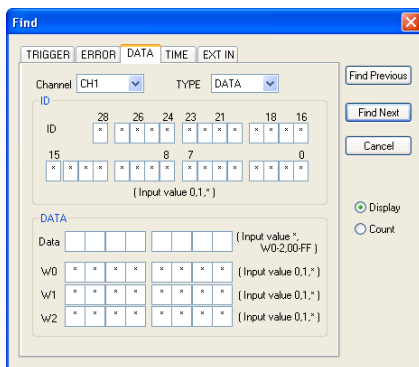 Find
TRIGGER ERROR DATA TIME EXT IN
Channel CH1 TYPE DATA
Find Previous
ID
28 26 24 23 21 18 16
ID * * * * * * * * * * * * *
Find Next
15 8 7 0
* * * * * * * * * * * * * * * *
Cancel
( Input value 0,1,* )
Display
Count
DATA
Data ( Input value *,
W0-2,00-FF )
W0 * * * * * * * * ( Input value 0,1,* )
W1 * * * * * * * * ( Input value 0,1,* )
W2 * * * * * * * * ( Input value 0,1,* )